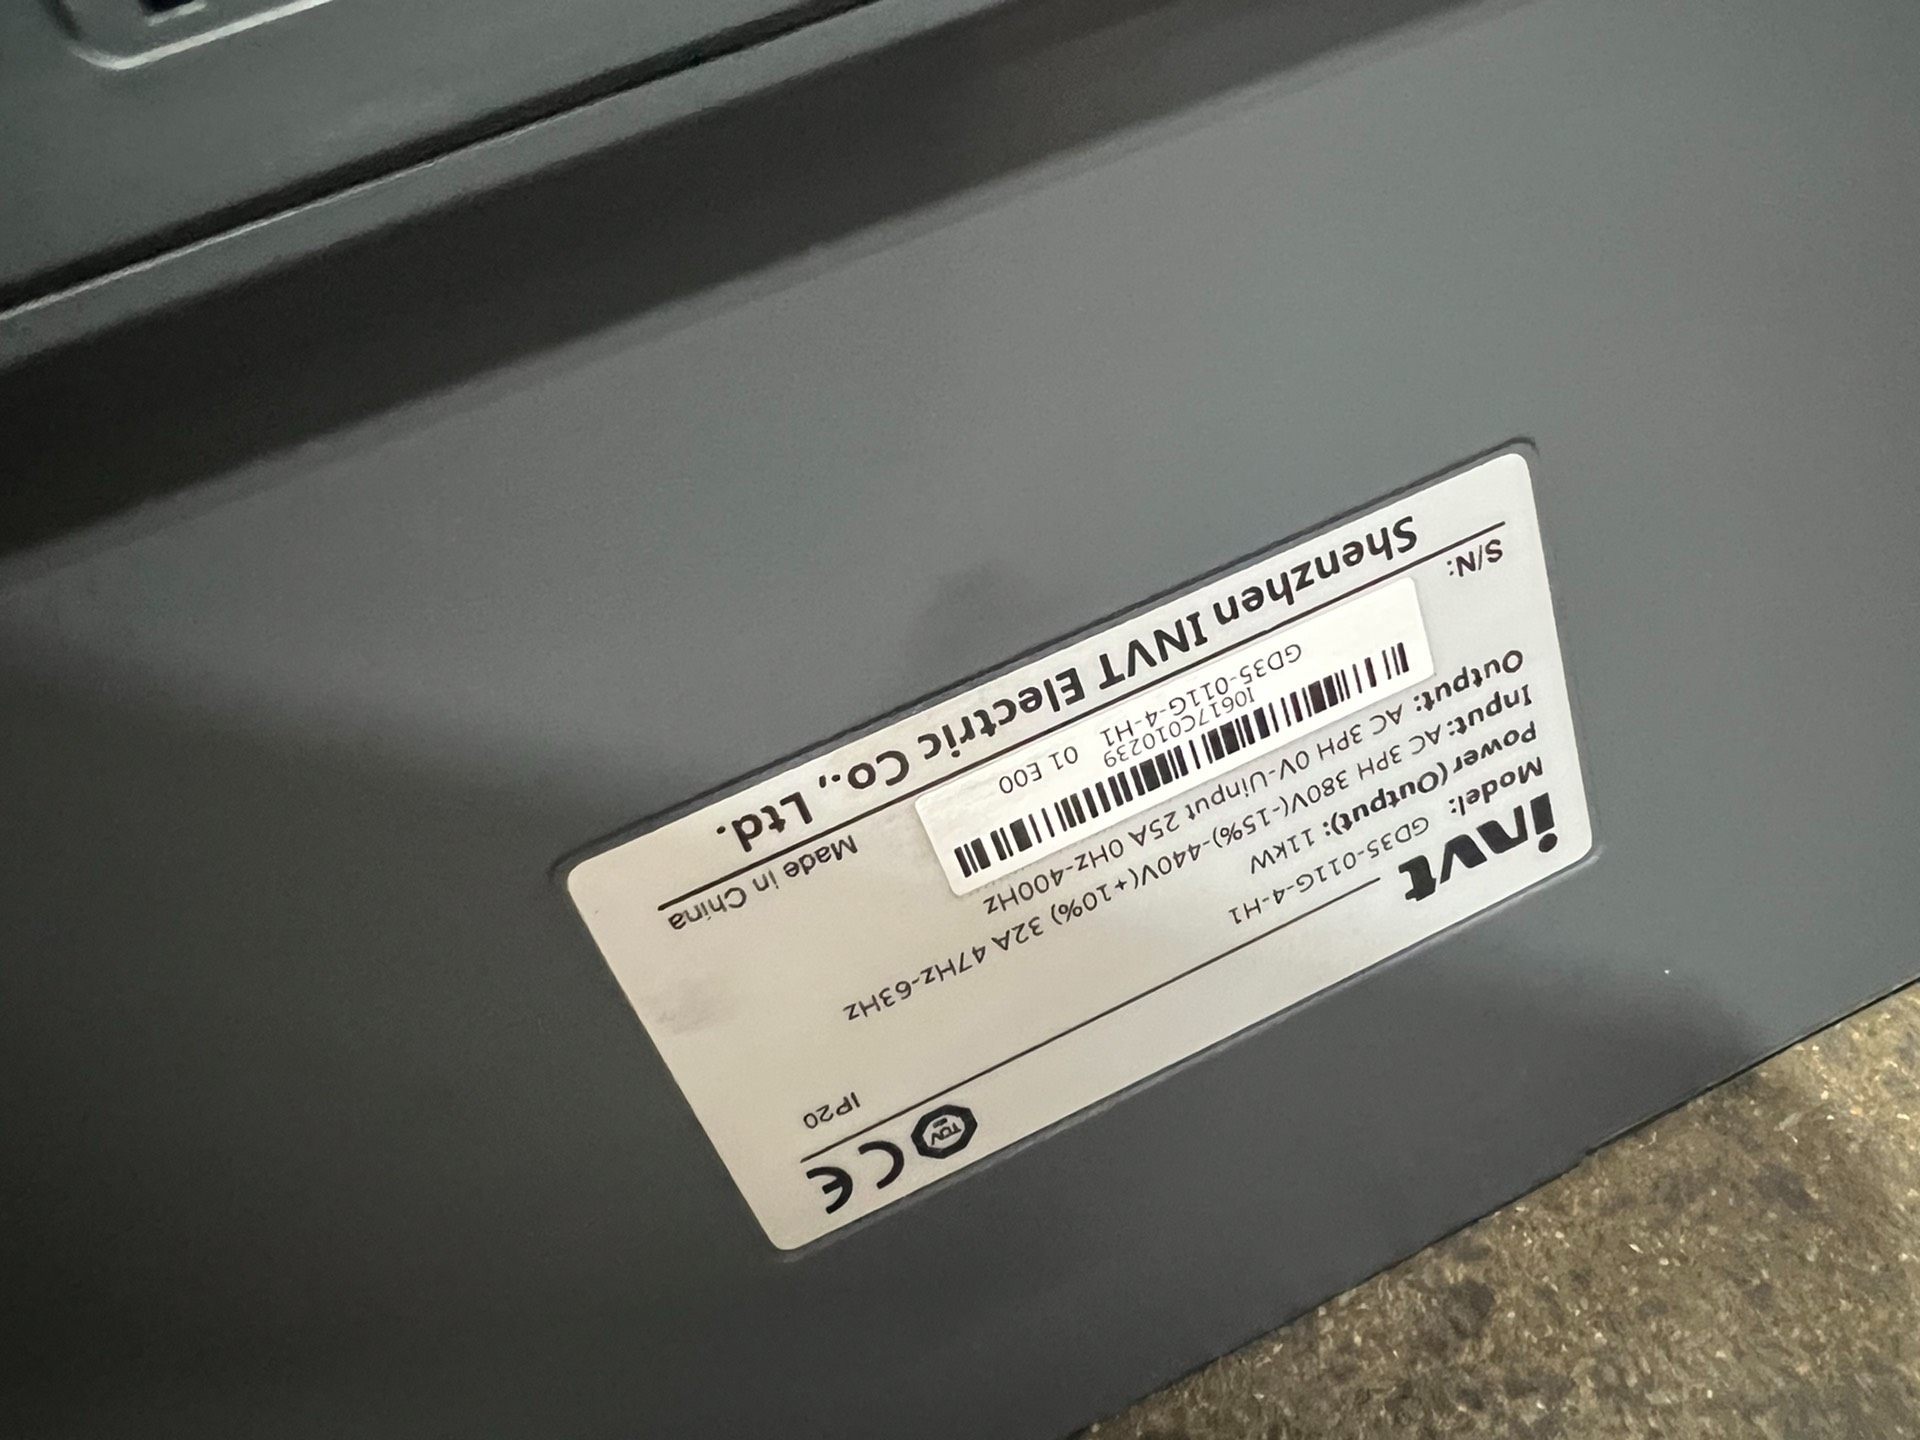 invt
TÜV
CE
Model: GD35-011G-4-H1
IP20
Power(Output): 11kW
Input: AC 3PH 380V(-15%)-440V(+10%) 32A 47Hz-63Hz
Output: AC 3PH 0V-Uinput 25A 0Hz-400Hz
S/N:
I0617C010239
GD35-011G-4-H1 01 E00
Made in China
Shenzhen INVT Electric Co., Ltd.